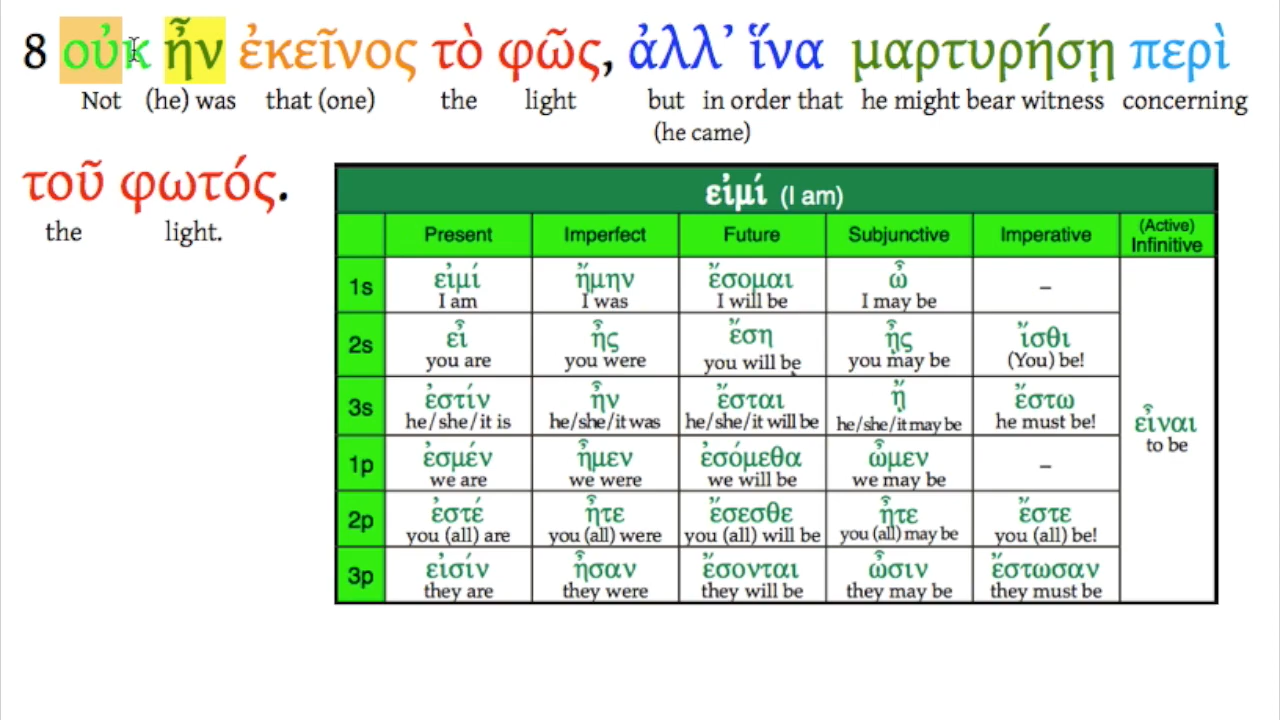 8 οὐκ ἦν ἐκεῖνος τὸ φῶς, ἀλλ᾽ ἵνα μαρτυρήσῃ περὶ
Not (he) was that (one) the light but in order that he might bear witness concerning
(he came)
τοῦ φωτός.
the light.
εἰμί (I am)
Present Imperfect Future Subjunctive Imperative (Active) Infinitive
1s εἰμί ἤμην ἔσομαι ὦ –
I am I was I will be I may be
2s εἶ ἦς ἔσῃ ᾖς ἴσθι
you are you were you will be you may be (You) be!
3s ἐστίν ἦν ἔσται ᾖ ἔστω
he/she/it is he/she/it was he/she/it will be he/she/it may be he must be!
εἶναι
to be
1p ἐσμέν ἦμεν ἐσόμεθα ὦμεν –
we are we were we will be we may be
2p ἐστέ ἦτε ἔσεσθε ἦτε ἔστε
you (all) are you (all) were you (all) will be you (all) may be you (all) be!
3p εἰσίν ἦσαν ἔσονται ὦσιν ἔστωσαν
they are they were they will be they may be they must be